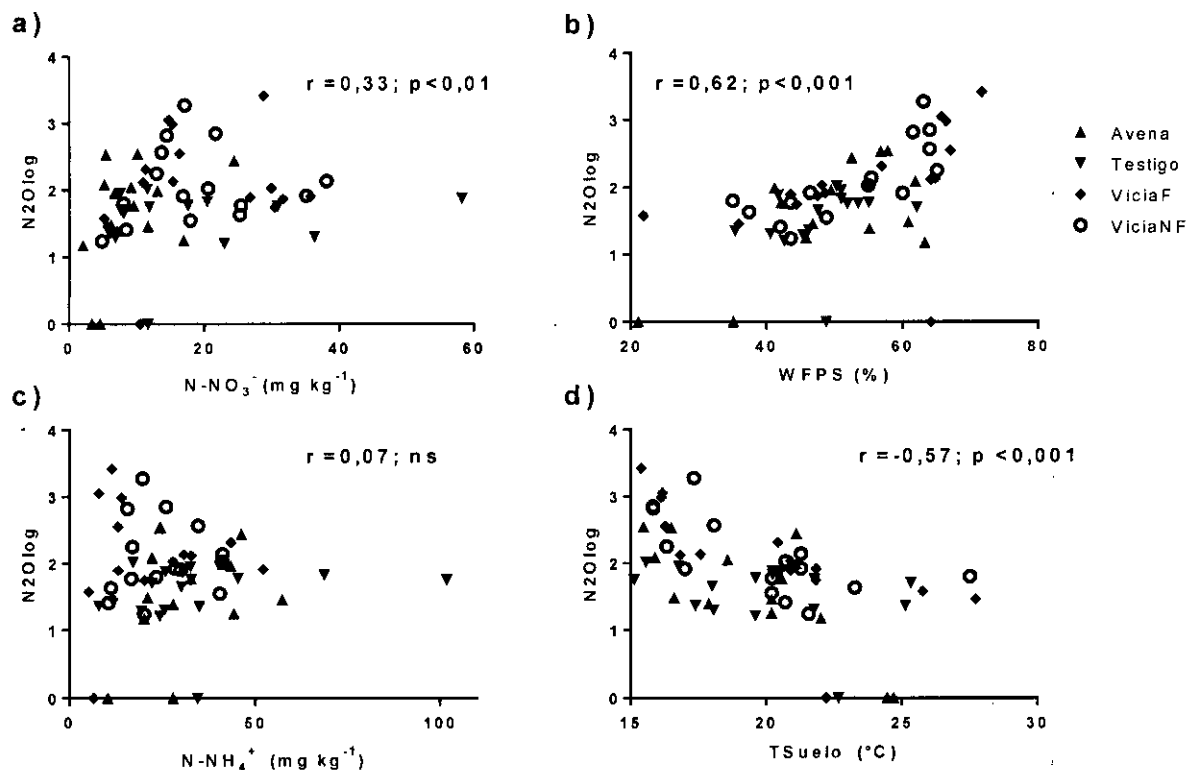 a)
r=0,33; p<0,01
N2Olog
4
3
2
1
0
0 20 40 60
N-NO₃⁻(mg kg⁻¹)
b)
r=0,62; p<0,001
N2Olog
4
3
2
1
0
20 40 60 80
WFPS (%)
Avena
Testigo
ViciaF
ViciaNF
c)
r=0,07; ns
N2Olog
4
3
2
1
0
0 50 100
N-NH₄⁺ (mg kg⁻¹)
d)
r=-0,57; p <0,001
N2Olog
4
3
2
1
0
15 20 25 30
TSuelo (°C)